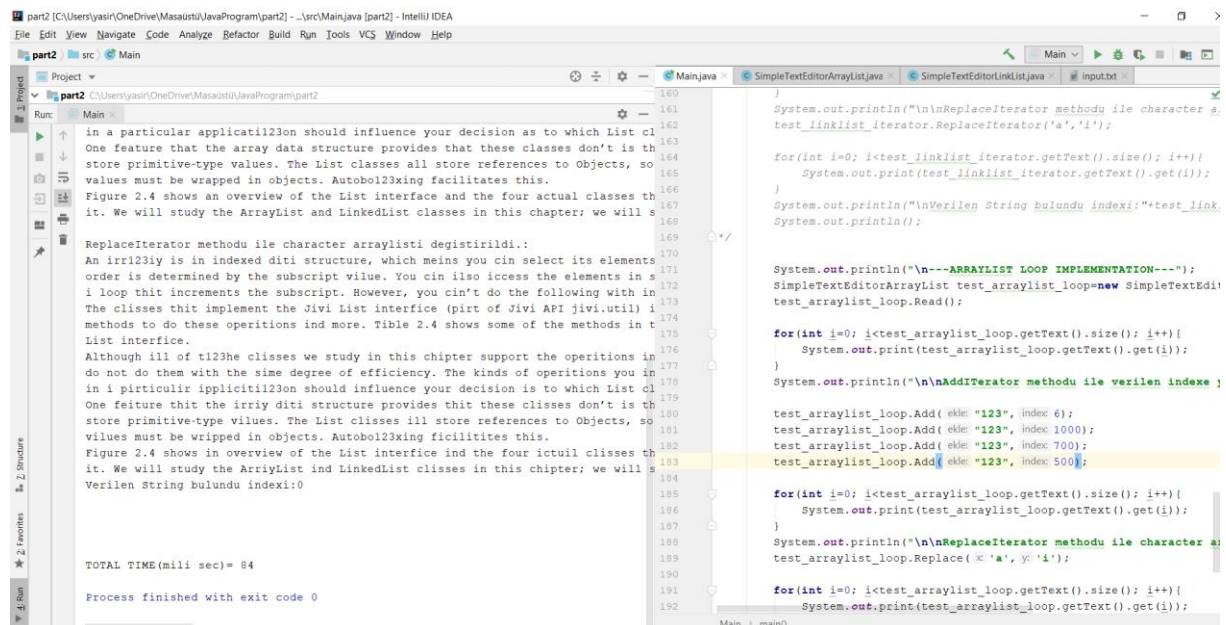 part2 [C:\Users\yasir\OneDrive\Masaüstü\JavaProgram\part2] - ...\src\Main.java [part2] - IntelliJ IDEA
File Edit View Navigate Code Analyze Refactor Build Run Tools VCS Window Help
part2 src Main
Main
Project
1: Project
part2 C:\Users\yasir\OneDrive\Masaüstü\JavaProgram\part2
Run: Main
in a particular applicati123on should influence your decision as to which List cl
One feature that the array data structure provides that these classes don't is th
store primitive-type values. The List classes all store references to Objects, so
values must be wrapped in objects. Autobo123xing facilitates this.
Figure 2.4 shows an overview of the List interface and the four actual classes th
it. We will study the ArrayList and LinkedList classes in this chapter; we will s
ReplaceIterator methodu ile character arraylisti degistirildi.:
An irr123iy is in indexed diti structure, which meins you cin select its elements
order is determined by the subscript vilue. You cin ilso iccess the elements in s
i loop thit increments the subscript. However, you cin't do the following with in
The clisses thit implement the Jivi List interfice (pirt of Jivi API jivi.util) i
methods to do these operitions ind more. Tible 2.4 shows some of the methods in t
List interfice.
Although ill of t123he clisses we study in this chipter support the operitions in
do not do them with the sime degree of efficiency. The kinds of operitions you in
in i pirticulir ippliciti123on should influence your decision is to which List cl
One feiture thit the irriy diti structure provides thit these clisses don't is th
store primitive-type vilues. The List clisses ill store references to Objects, so
vilues must be wripped in objects. Autobo123xing ficilitites this.
Figure 2.4 shows in overview of the List interfice ind the four ictuil clisses th
it. We will study the ArriyList ind LinkedList clisses in this chipter; we will s
Verilen String bulundu indexi:0
TOTAL TIME(mili sec)= 84
Process finished with exit code 0
7: Structure
2: Favorites
4: Run
Main.java SimpleTextEditorArrayList.java SimpleTextEditorLinkList.java input.txt
160 }
161 System.out.println("\n\nReplaceIterator methodu ile character a
162 test_linklist_iterator.ReplaceIterator('a','i');
163
164 for(int i=0; i<test_linklist_iterator.getText().size(); i++){
165 System.out.print(test_linklist_iterator.getText().get(i));
166 }
167 System.out.println("\nVerilen String bulundu indexi:"+test_link
168 System.out.println();
169 */
170
171 System.out.println("\n---ARRAYLIST LOOP IMPLEMENTATION---");
172 SimpleTextEditorArrayList test_arraylist_loop=new SimpleTextEdit
173 test_arraylist_loop.Read();
174
175 for(int i=0; i<test_arraylist_loop.getText().size(); i++){
176 System.out.print(test_arraylist_loop.getText().get(i));
177 }
178 System.out.println("\n\nAddITerator methodu ile verilen indexe y
179
180 test_arraylist_loop.Add( ekle: "123", index: 6);
181 test_arraylist_loop.Add( ekle: "123", index: 1000);
182 test_arraylist_loop.Add( ekle: "123", index: 700);
183 test_arraylist_loop.Add( ekle: "123", index: 500);
184
185 for(int i=0; i<test_arraylist_loop.getText().size(); i++){
186 System.out.print(test_arraylist_loop.getText().get(i));
187 }
188 System.out.println("\n\nReplaceIterator methodu ile character a
189 test_arraylist_loop.Replace( x: 'a', y: 'i');
190
191 for(int i=0; i<test_arraylist_loop.getText().size(); i++){
192 System.out.print(test_arraylist_loop.getText().get(i));
Main main()